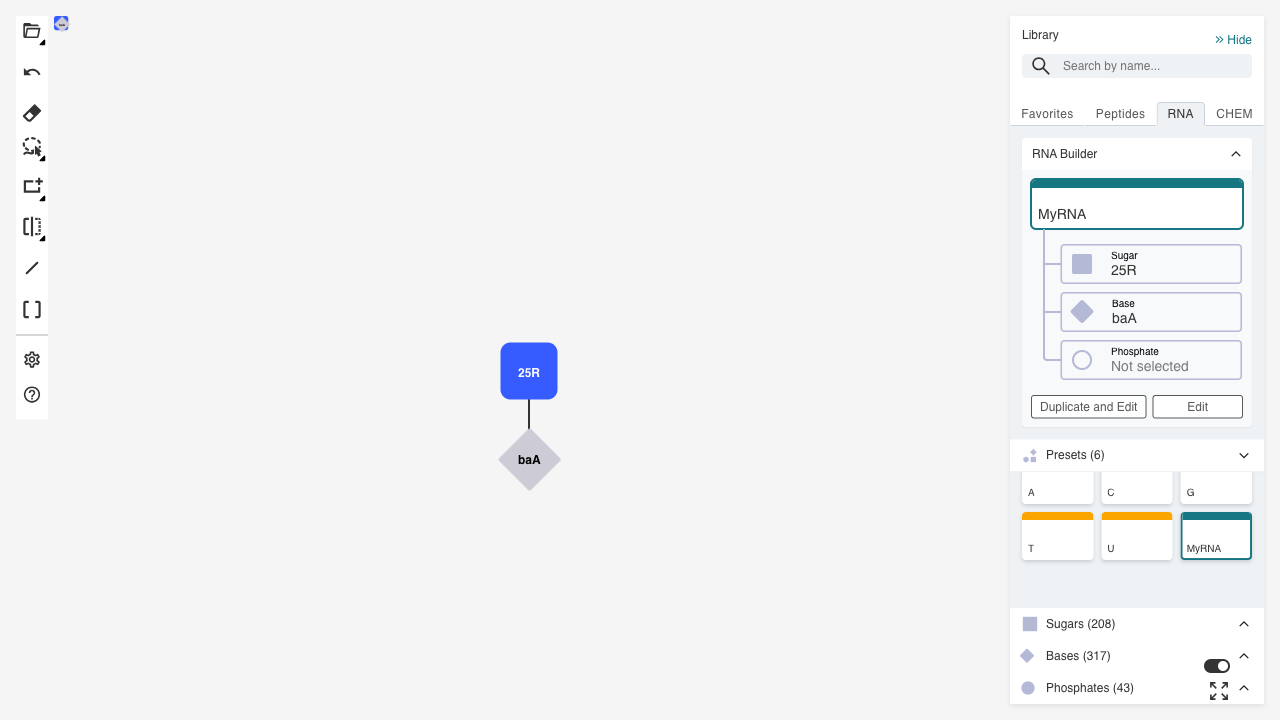 Library
Hide
Search by name...
Favorites
Peptides
RNA
CHEM
RNA Builder
MyRNA
Sugar
25R
Base
baA
Phosphate
Not selected
Duplicate and Edit
Edit
Presets (6)
A
C
G
T
U
MyRNA
Sugars (208)
Bases (317)
Phosphates (43)
25R
baA